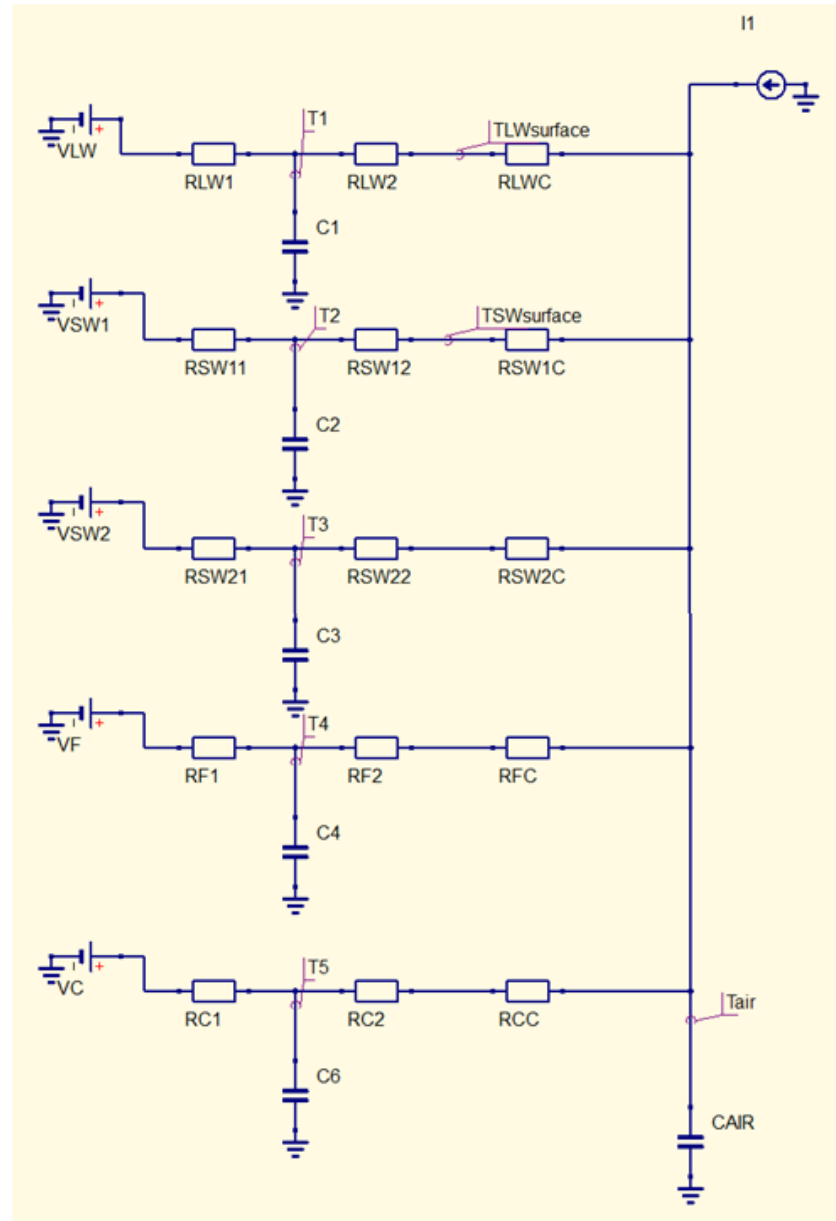 I1
T1
TLWsurface
VLW
RLW1
RLW2
RLWC
C1
T2
TSWsurface
VSW1
RSW11
RSW12
RSW1C
C2
T3
VSW2
RSW21
RSW22
RSW2C
C3
T4
VF
RF1
RF2
RFC
C4
T5
VC
Tair
RC1
RC2
RCC
C6
CAIR